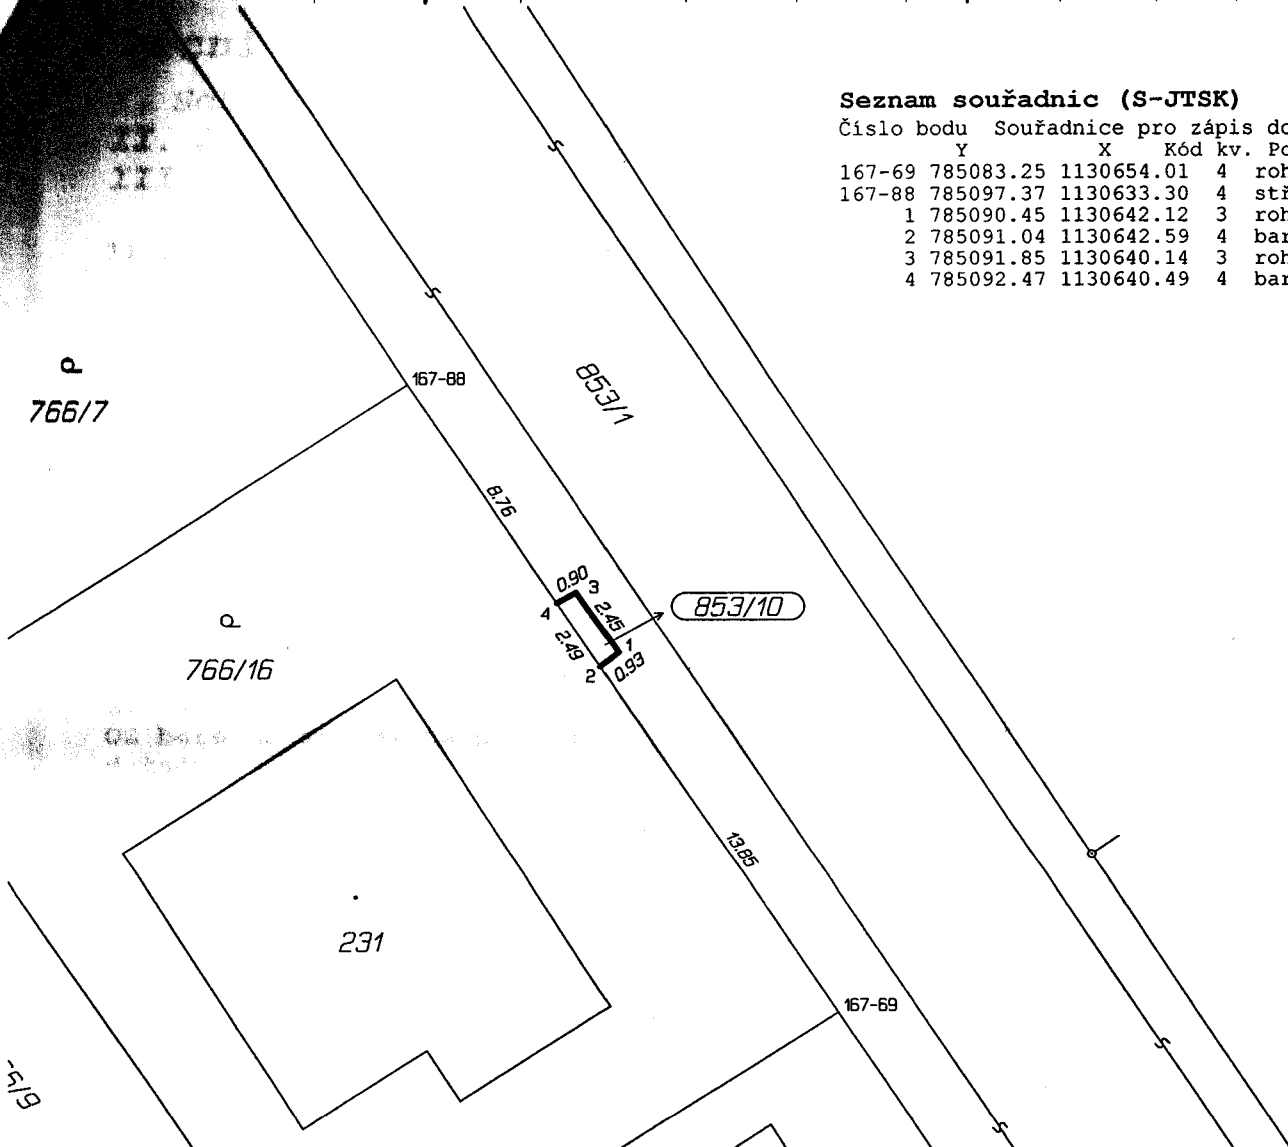 Seznam souřadnic (S-JTSK)
Číslo bodu Souřadnice pro zápis do
Y X Kód kv.
167-69 785083.25 1130654.01 4 roh
167-88 785097.37 1130633.30 4
1 785090.45 1130642.12 3 roh
2 785091.04 1130642.59 4
3 785091.85 1130640.14 3 roh
4 785092.47 1130640.49 4
167-88
853/1
766/7
8.76
0.90
3
4
2.45
853/10
2.49
1
2
0.93
766/16
13.85
231
167-69